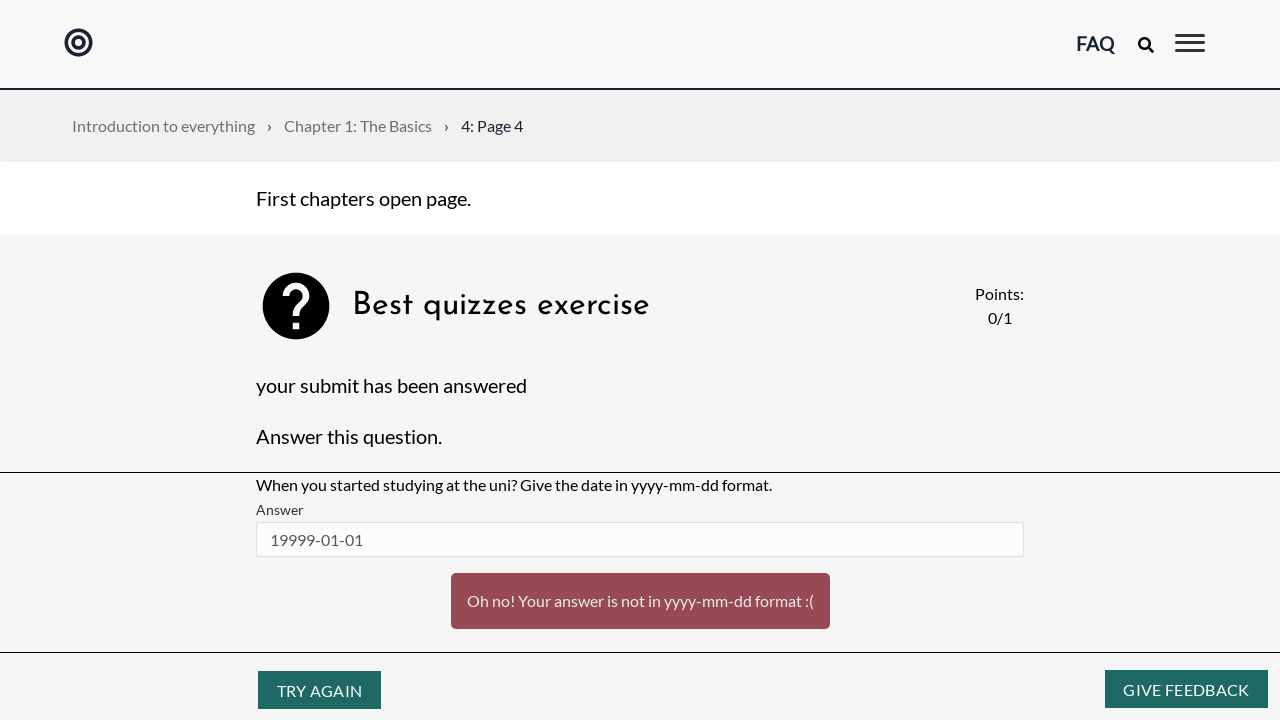 FAQ
Introduction to everything › Chapter 1: The Basics › 4: Page 4
First chapters open page.
Best quizzes exercise
Points:
0/1
your submit has been answered
Answer this question.
When you started studying at the uni? Give the date in yyyy-mm-dd format.
Answer
19999-01-01
Oh no! Your answer is not in yyyy-mm-dd format :(
TRY AGAIN
GIVE FEEDBACK